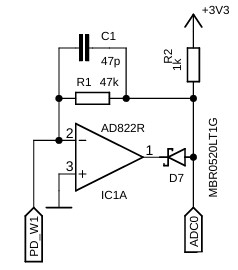 +3V3
C1
47p
R2
1k
R1 47k
AD822R
2
3
1
IC1A
D7
MBR0520LT1G
PD_W1
ADC0